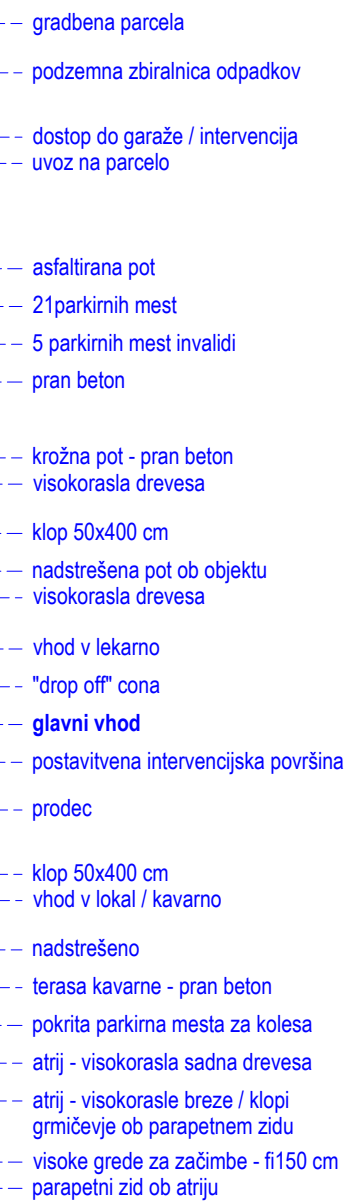 gradbena parcela
podzemna zbiralnica odpadkov
dostop do garaže / intervencija
uvoz na parcelo
asfaltirana pot
21parkirnih mest
5 parkirnih mest invalidi
pran beton
krožna pot - pran beton
visokorasla drevesa
klop 50x400 cm
nadstrešena pot ob objektu
visokorasla drevesa
vhod v lekarno
"drop off" cona
glavni vhod
postavitvena intervencijska površina
prodec
klop 50x400 cm
vhod v lokal / kavarno
nadstrešeno
terasa kavarne - pran beton
pokrita parkirna mesta za kolesa
atrij - visokorasla sadna drevesa
atrij - visokorasle breze / klopi
grmičevje ob parapetnem zidu
visoke grede za začimbe - fi150 cm
parapetni zid ob atriju